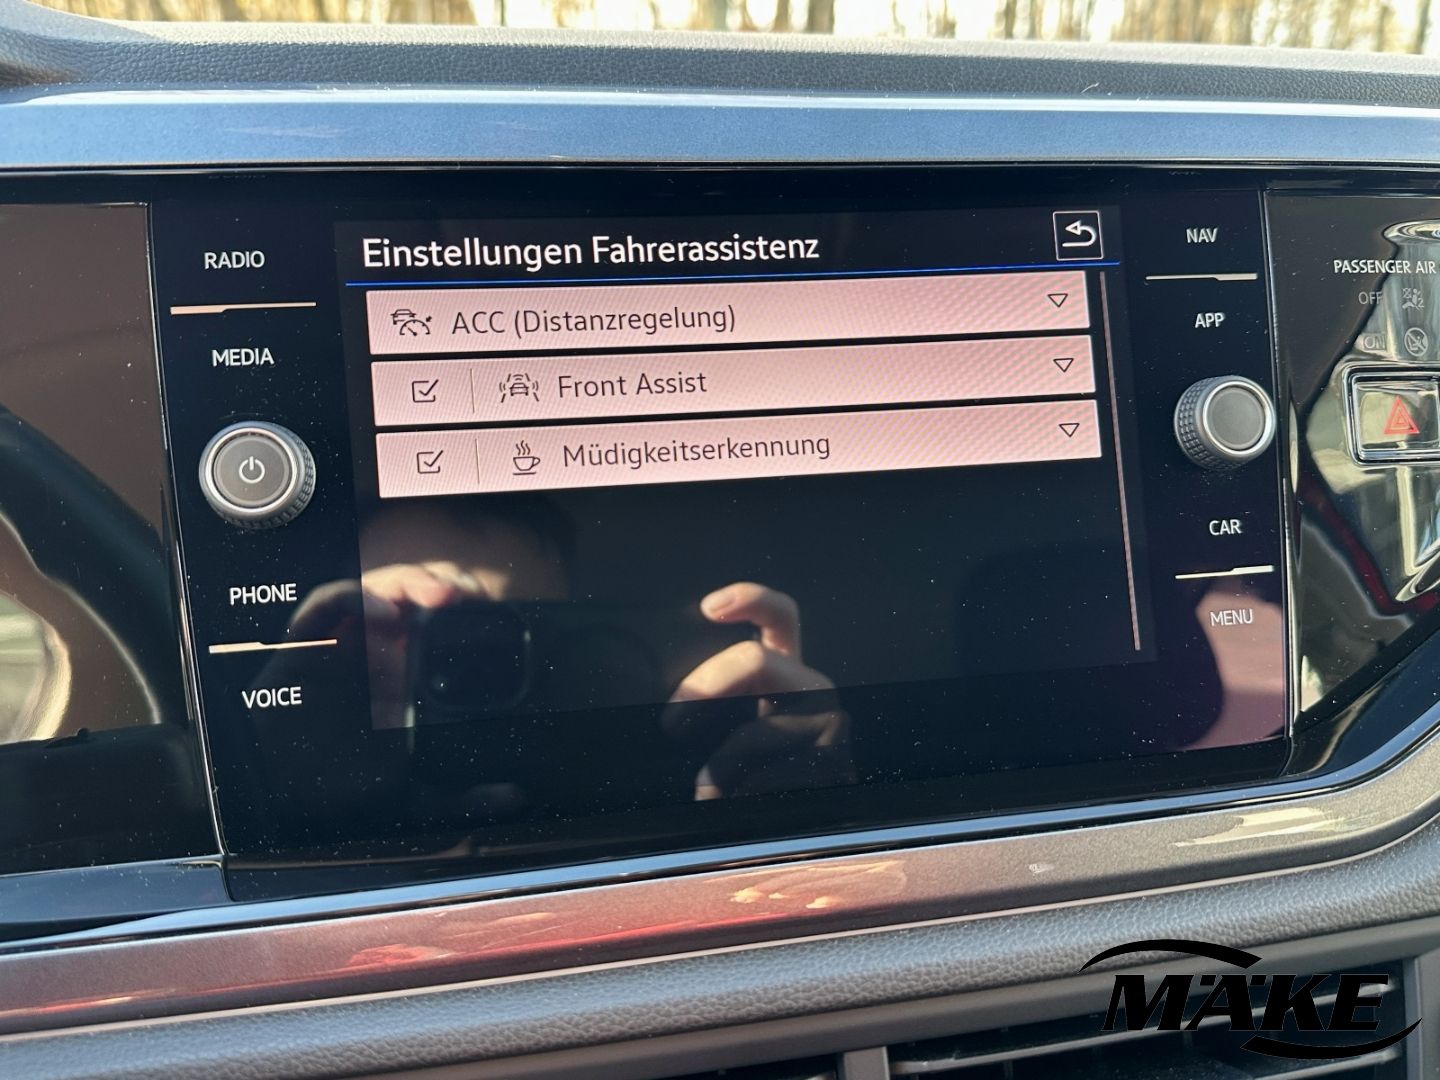 RADIO
MEDIA
PHONE
VOICE
Einstellungen Fahrerassistenz
ACC (Distanzregelung)
Front Assist
Müdigkeitserkennung
NAV
APP
CAR
MENU
PASSENGER AIR
OFF
ON
MÄKE